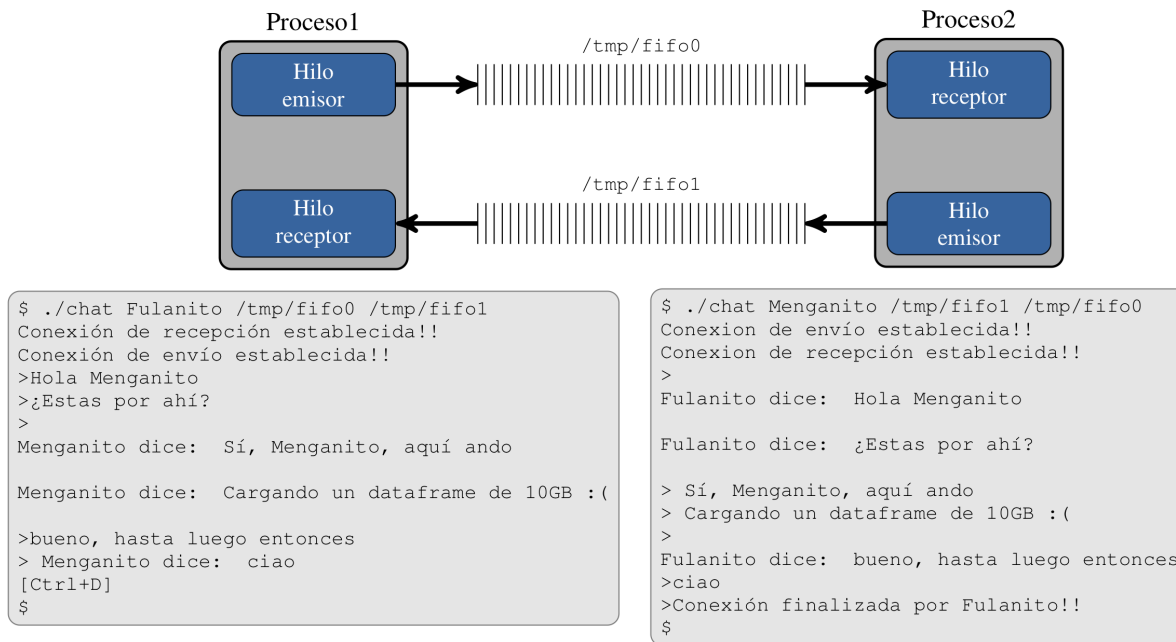 Proceso1
Proceso2
/tmp/fifo0
Hilo
emisor
Hilo
receptor
/tmp/fifo1
Hilo
receptor
Hilo
emisor
$ ./chat Fulanito /tmp/fifo0 /tmp/fifo1
Conexión de recepción establecida!!
Conexión de envío establecida!!
>Hola Menganito
>¿Estas por ahí?
>
Menganito dice:  Sí, Menganito, aquí ando
Menganito dice:  Cargando un dataframe de 10GB :(
>bueno, hasta luego entonces
> Menganito dice:  ciao
[Ctrl+D]
$
$ ./chat Menganito /tmp/fifo1 /tmp/fifo0
Conexion de envío establecida!!
Conexion de recepción establecida!!
>
Fulanito dice:  Hola Menganito
Fulanito dice:  ¿Estas por ahí?
> Sí, Menganito, aquí ando
> Cargando un dataframe de 10GB :(
>
Fulanito dice:  bueno, hasta luego entonces
>ciao
>Conexión finalizada por Fulanito!!
$